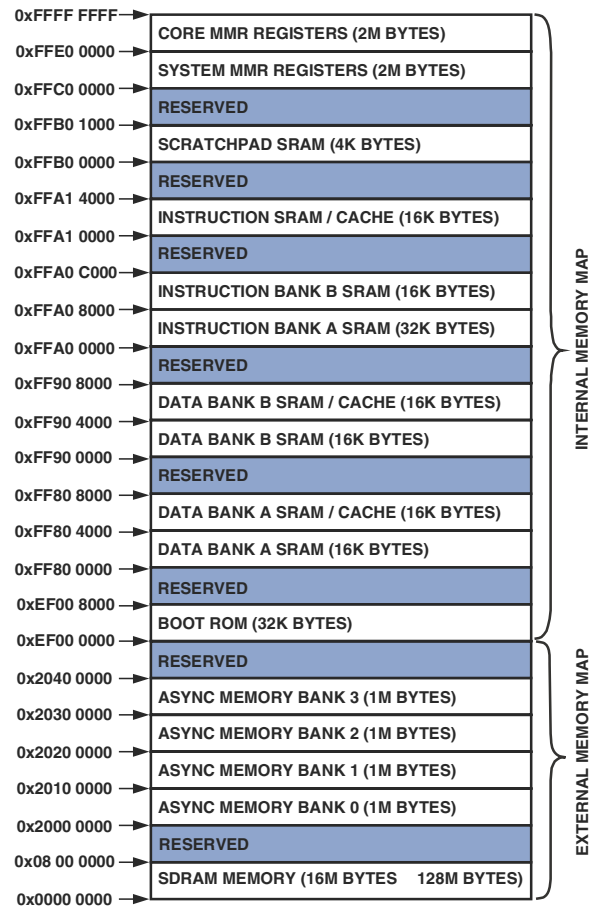 0xFFFF FFFF
CORE MMR REGISTERS (2M BYTES)
0xFFE0 0000
SYSTEM MMR REGISTERS (2M BYTES)
0xFFC0 0000
RESERVED
0xFFB0 1000
SCRATCHPAD SRAM (4K BYTES)
0xFFB0 0000
RESERVED
0xFFA1 4000
INSTRUCTION SRAM / CACHE (16K BYTES)
0xFFA1 0000
RESERVED
0xFFA0 C000
INSTRUCTION BANK B SRAM (16K BYTES)
0xFFA0 8000
INSTRUCTION BANK A SRAM (32K BYTES)
0xFFA0 0000
RESERVED
0xFF90 8000
DATA BANK B SRAM / CACHE (16K BYTES)
0xFF90 4000
DATA BANK B SRAM (16K BYTES)
0xFF90 0000
RESERVED
0xFF80 8000
DATA BANK A SRAM / CACHE (16K BYTES)
0xFF80 4000
DATA BANK A SRAM (16K BYTES)
0xFF80 0000
RESERVED
0xEF00 8000
BOOT ROM (32K BYTES)
0xEF00 0000
RESERVED
0x2040 0000
ASYNC MEMORY BANK 3 (1M BYTES)
0x2030 0000
ASYNC MEMORY BANK 2 (1M BYTES)
0x2020 0000
ASYNC MEMORY BANK 1 (1M BYTES)
0x2010 0000
ASYNC MEMORY BANK 0 (1M BYTES)
0x2000 0000
RESERVED
0x08 00 0000
SDRAM MEMORY (16M BYTES 128M BYTES)
0x0000 0000
INTERNAL MEMORY MAP
EXTERNAL MEMORY MAP